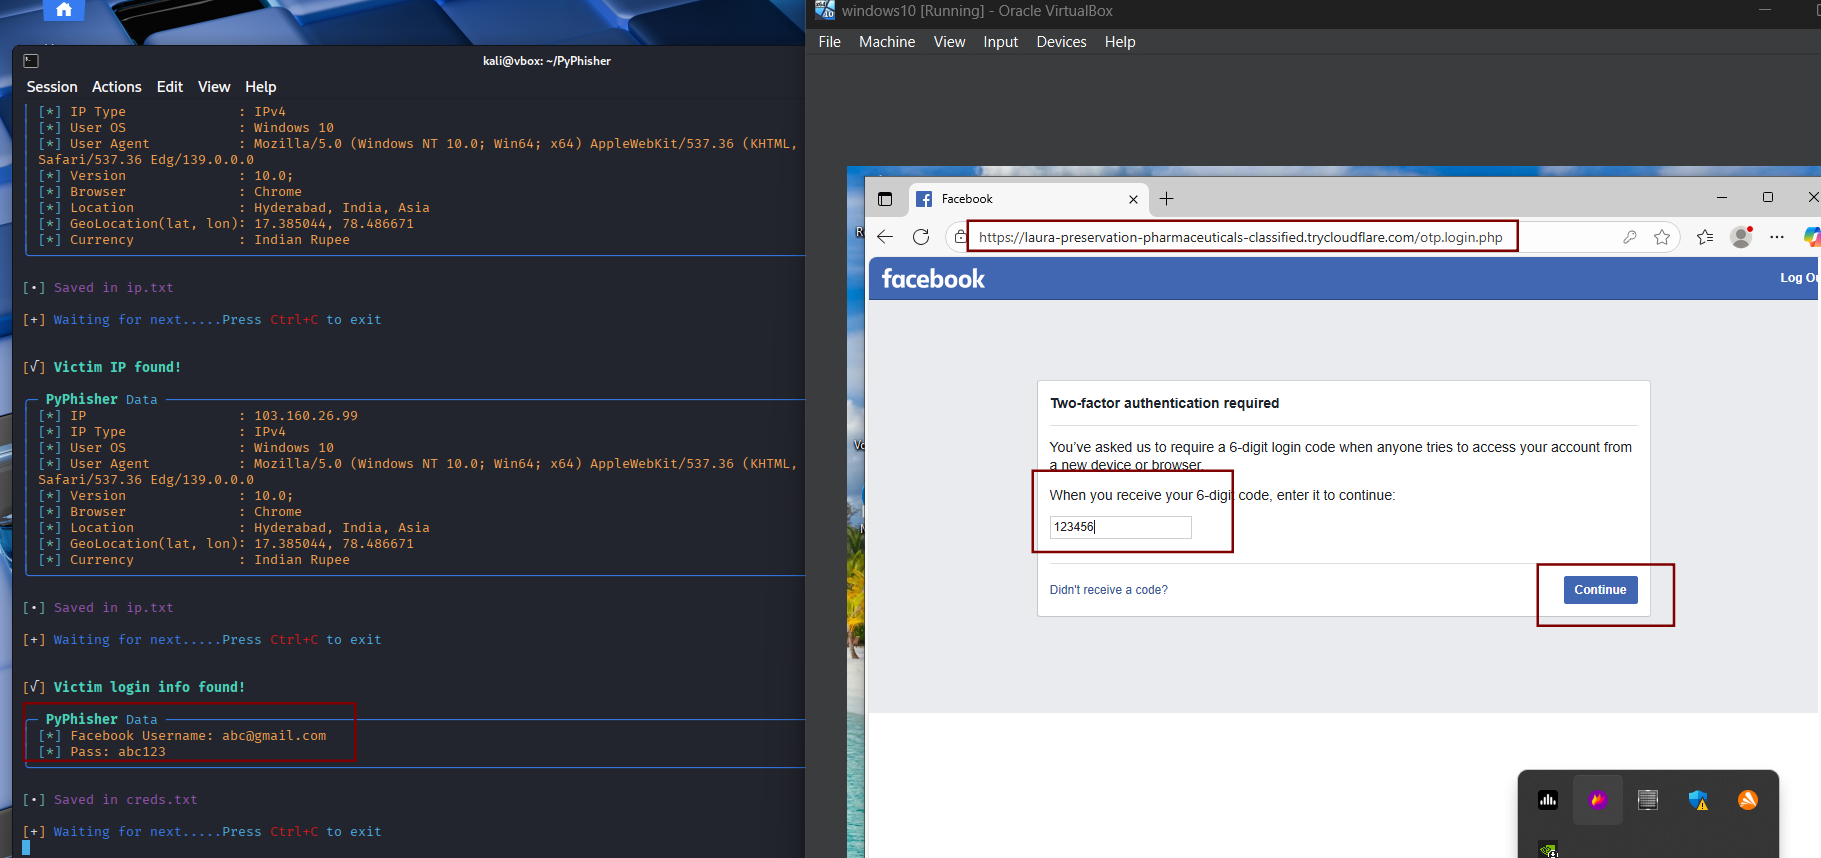 kali@vbox: ~/PyPhisher
Session Actions Edit View Help
[*] IP Type : IPv4
[*] User OS : Windows 10
[*] User Agent : Mozilla/5.0 (Windows NT 10.0; Win64; x64) AppleWebKit/537.36 (KHTML,
Safari/537.36 Edg/139.0.0.0
[*] Version : 10.0;
[*] Browser : Chrome
[*] Location : Hyderabad, India, Asia
[*] GeoLocation(lat, lon): 17.385044, 78.486671
[*] Currency : Indian Rupee
[•] Saved in ip.txt
[+] Waiting for next.....Press Ctrl+C to exit
[√] Victim IP found!
PyPhisher Data
[*] IP : 103.160.26.99
[*] IP Type : IPv4
[*] User OS : Windows 10
[*] User Agent : Mozilla/5.0 (Windows NT 10.0; Win64; x64) AppleWebKit/537.36 (KHTML,
Safari/537.36 Edg/139.0.0.0
[*] Version : 10.0;
[*] Browser : Chrome
[*] Location : Hyderabad, India, Asia
[*] GeoLocation(lat, lon): 17.385044, 78.486671
[*] Currency : Indian Rupee
[•] Saved in ip.txt
[+] Waiting for next.....Press Ctrl+C to exit
[√] Victim login info found!
PyPhisher Data
[*] Facebook Username: abc@gmail.com
[*] Pass: abc123
[•] Saved in creds.txt
[+] Waiting for next.....Press Ctrl+C to exit
windows10 [Running] - Oracle VirtualBox
File Machine View Input Devices Help
Facebook
https://laura-preservation-pharmaceuticals-classified.trycloudflare.com/otp.login.php
facebook
Log Ou
Two-factor authentication required
You've asked us to require a 6-digit login code when anyone tries to access your account from
a new device or browser.
When you receive your 6-digit code, enter it to continue:
123456
Didn't receive a code?
Continue